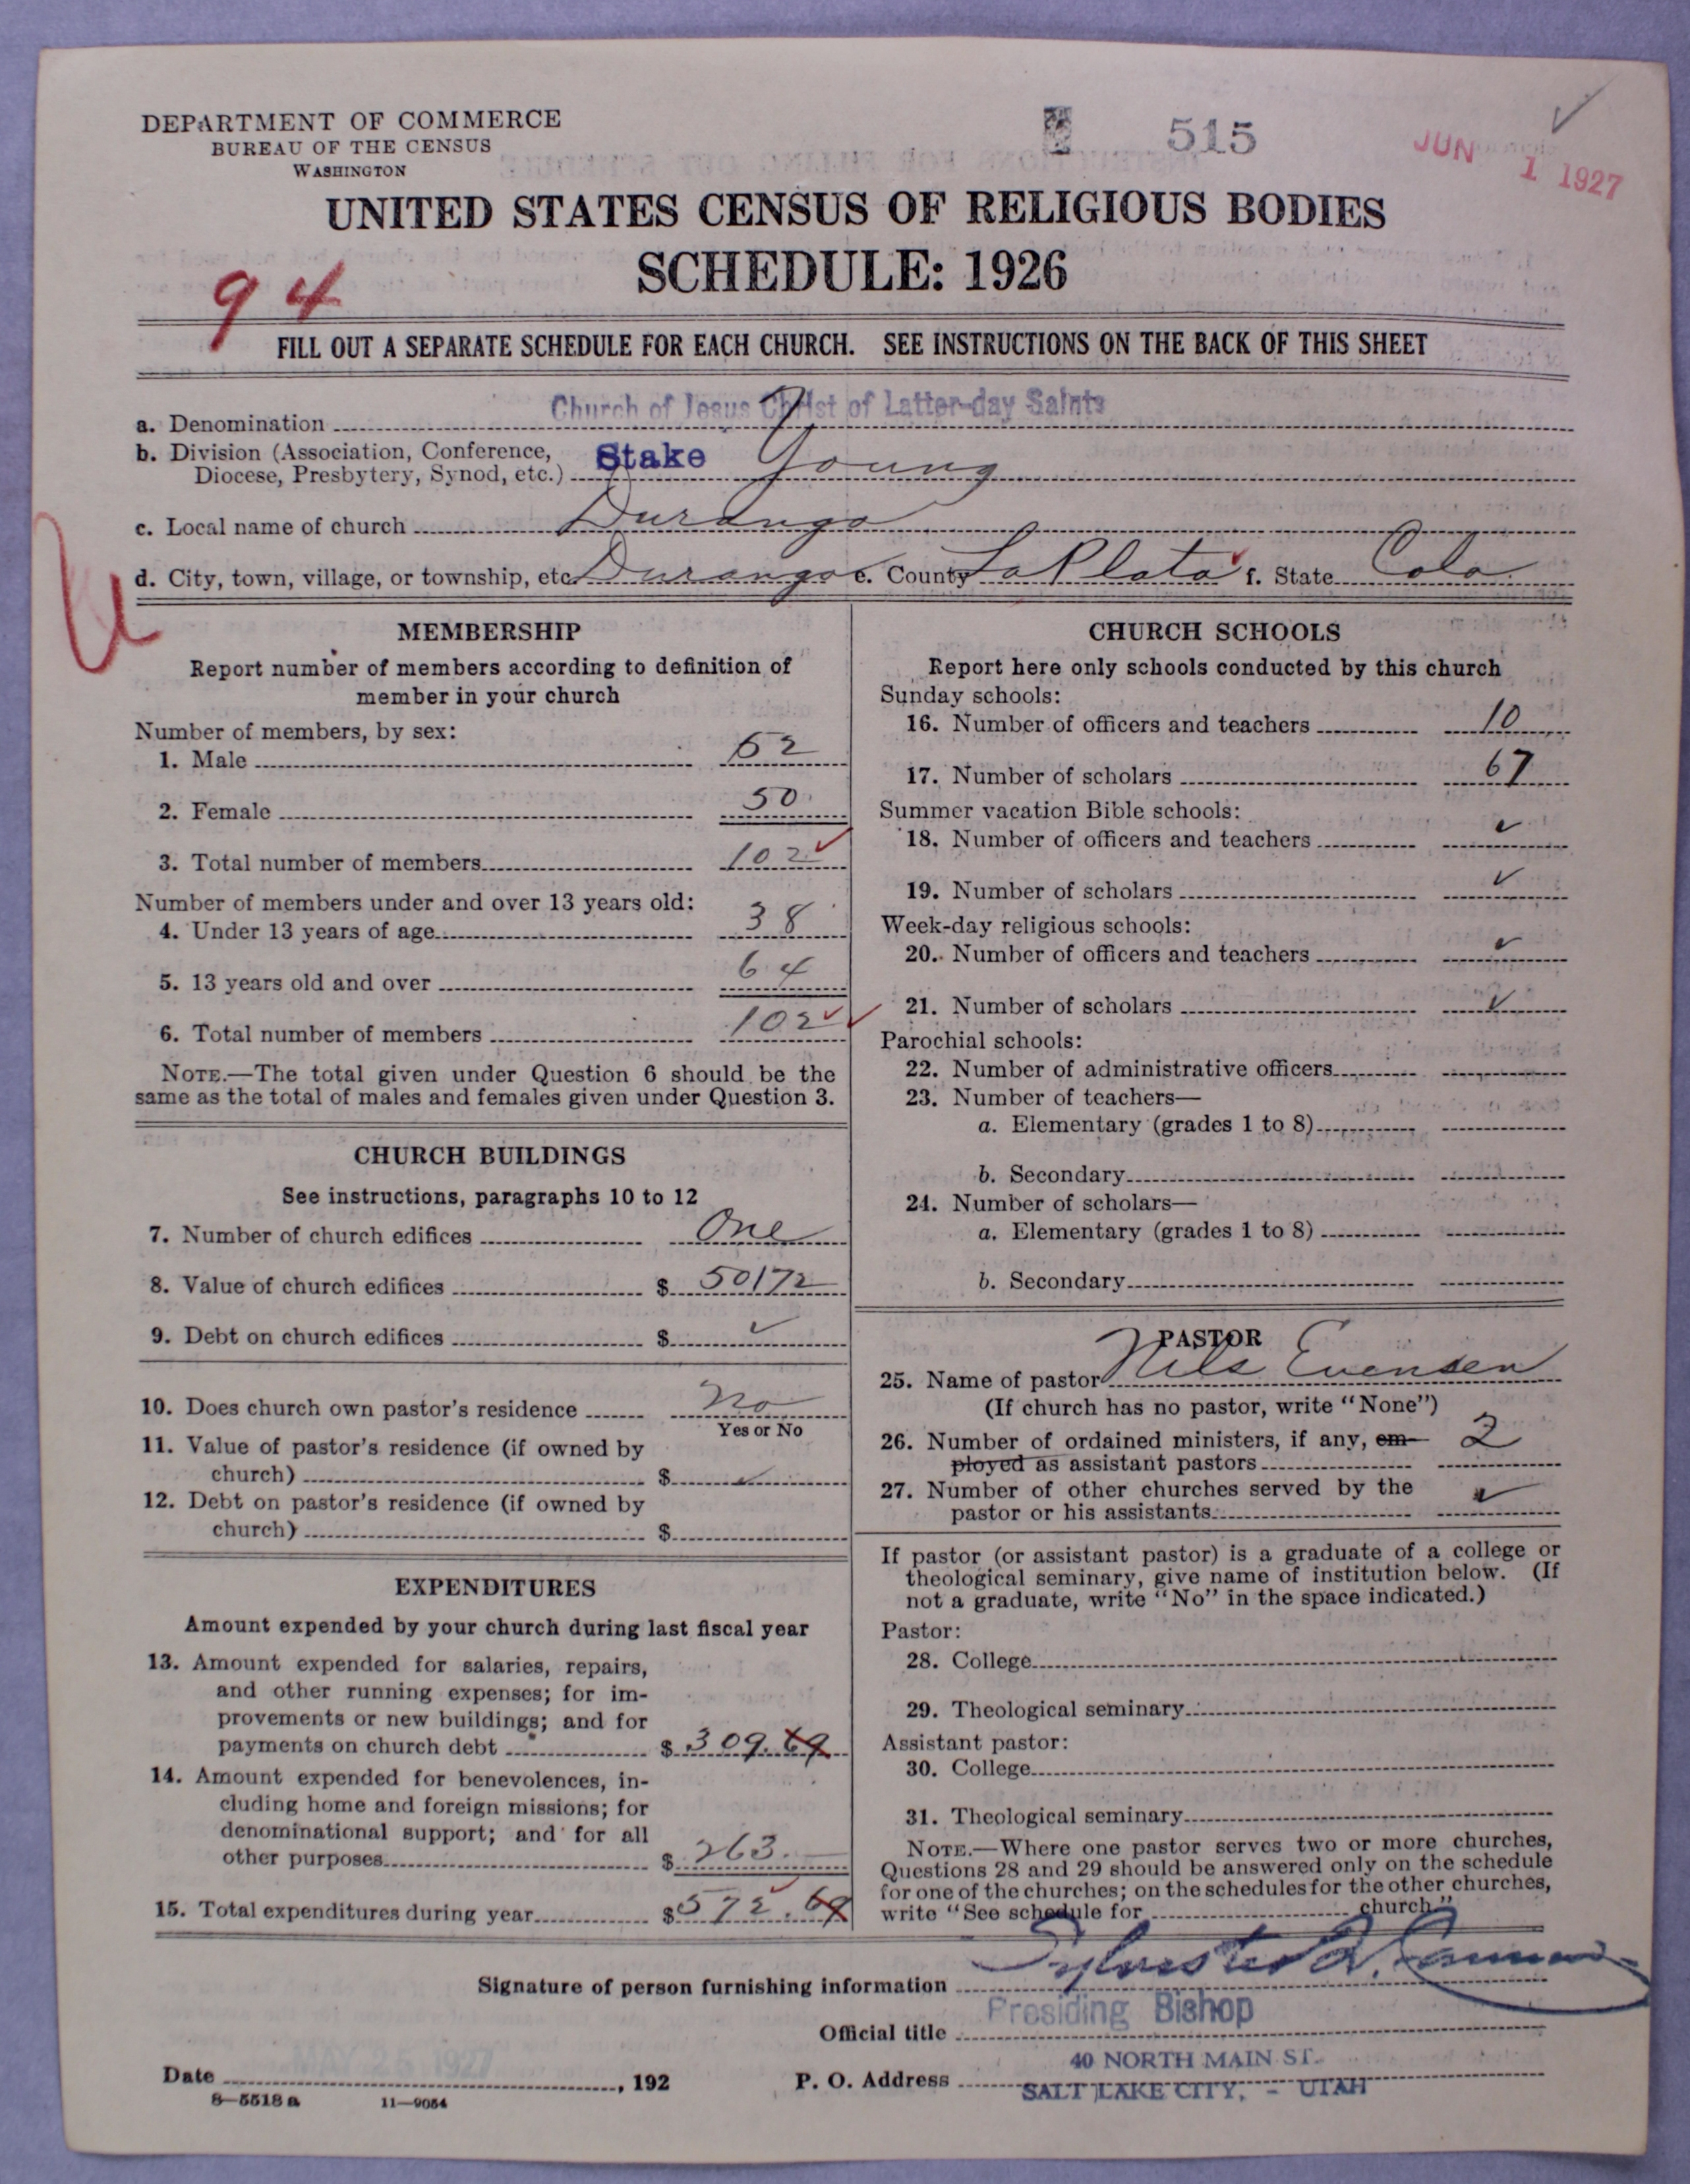 DEPARTMENT OF COMMERCE
BUREAU OF THE CENSUS
WASHINGTON
515
JUN 1 1927
UNITED STATES CENSUS OF RELIGIOUS BODIES
SCHEDULE: 1926
94
FILL OUT A SEPARATE SCHEDULE FOR EACH CHURCH. SEE INSTRUCTIONS ON THE BACK OF THIS SHEET
a. Denomination Church of Jesus Christ of Latter-day Saints
b. Division (Association, Conference,
Diocese, Presbytery, Synod, etc.) Stake Young
c. Local name of church Durango
d. City, town, village, or township, etc. Durango e. County La Plata f. State Colo.
MEMBERSHIP
Report number of members according to definition of
member in your church
Number of members, by sex:
1. Male 52
2. Female 50
3. Total number of members 102
Number of members under and over 13 years old:
4. Under 13 years of age 38
5. 13 years old and over 64
6. Total number of members 102
NOTE.—The total given under Question 6 should be the
same as the total of males and females given under Question 3.
CHURCH BUILDINGS
See instructions, paragraphs 10 to 12
7. Number of church edifices One
8. Value of church edifices $ 50172
9. Debt on church edifices $ ✓
10. Does church own pastor's residence No
Yes or No
11. Value of pastor's residence (if owned by
church) $ ✓
12. Debt on pastor's residence (if owned by
church) $
EXPENDITURES
Amount expended by your church during last fiscal year
13. Amount expended for salaries, repairs,
and other running expenses; for im-
provements or new buildings; and for
payments on church debt $ 309.69
14. Amount expended for benevolences, in-
cluding home and foreign missions; for
denominational support; and for all
other purposes $ 263.—
15. Total expenditures during year $ 572.69
CHURCH SCHOOLS
Report here only schools conducted by this church
Sunday schools:
16. Number of officers and teachers 10
17. Number of scholars 67
Summer vacation Bible schools:
18. Number of officers and teachers ✓
19. Number of scholars ✓
Week-day religious schools:
20. Number of officers and teachers ✓
21. Number of scholars ✓
Parochial schools:
22. Number of administrative officers
23. Number of teachers—
a. Elementary (grades 1 to 8)
b. Secondary
24. Number of scholars—
a. Elementary (grades 1 to 8)
b. Secondary
PASTOR
25. Name of pastor Nils Evensen
(If church has no pastor, write "None")
26. Number of ordained ministers, if any, em-
ployed as assistant pastors 2
27. Number of other churches served by the
pastor or his assistants ✓
If pastor (or assistant pastor) is a graduate of a college or
theological seminary, give name of institution below. (If
not a graduate, write "No" in the space indicated.)
Pastor:
28. College
29. Theological seminary
Assistant pastor:
30. College
31. Theological seminary
NOTE.—Where one pastor serves two or more churches,
Questions 28 and 29 should be answered only on the schedule
for one of the churches; on the schedules for the other churches,
write "See schedule for church."
Signature of person furnishing information Sylvester Q. Cannon
Official title Presiding Bishop
Date MAY 25 1927, 192
P. O. Address 40 NORTH MAIN ST.
SALT LAKE CITY, - UTAH
8—5518 a 11—9054